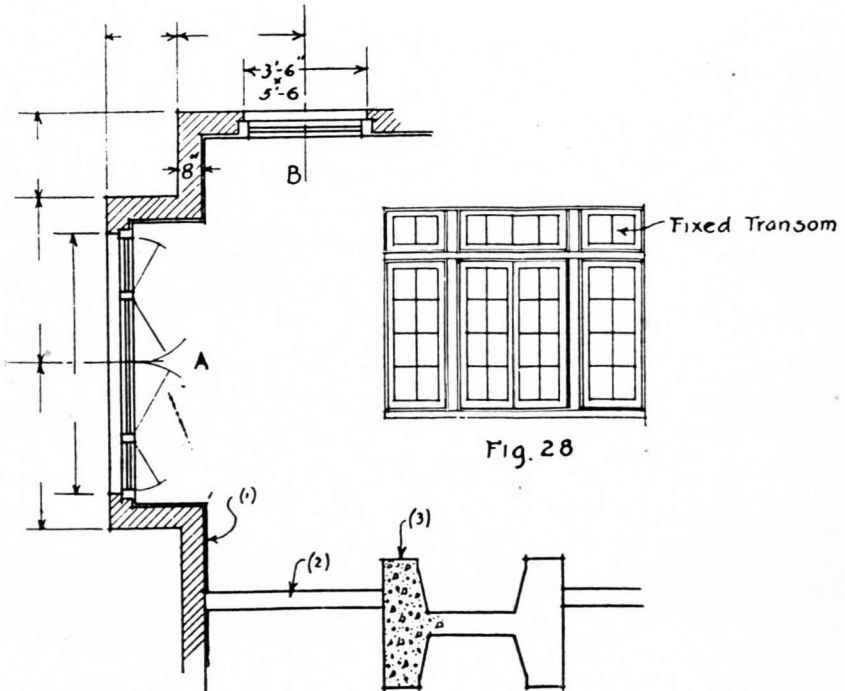 3'-6"
x
5'-6
8"
B
Fixed Transom
A
Fig. 28
(1)
(3)
(2)